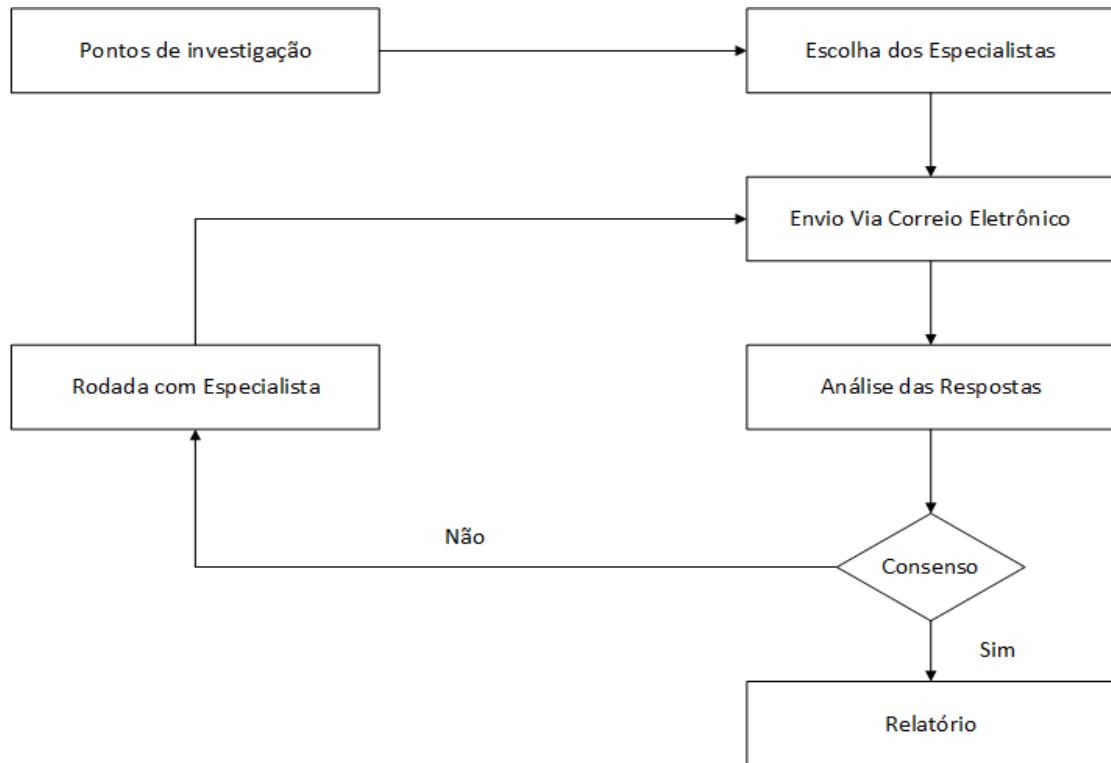 Pontos de investigação
Escolha dos Especialistas
Envio Via Correio Eletrônico
Rodada com Especialista
Análise das Respostas
Não
Consenso
Sim
Relatório